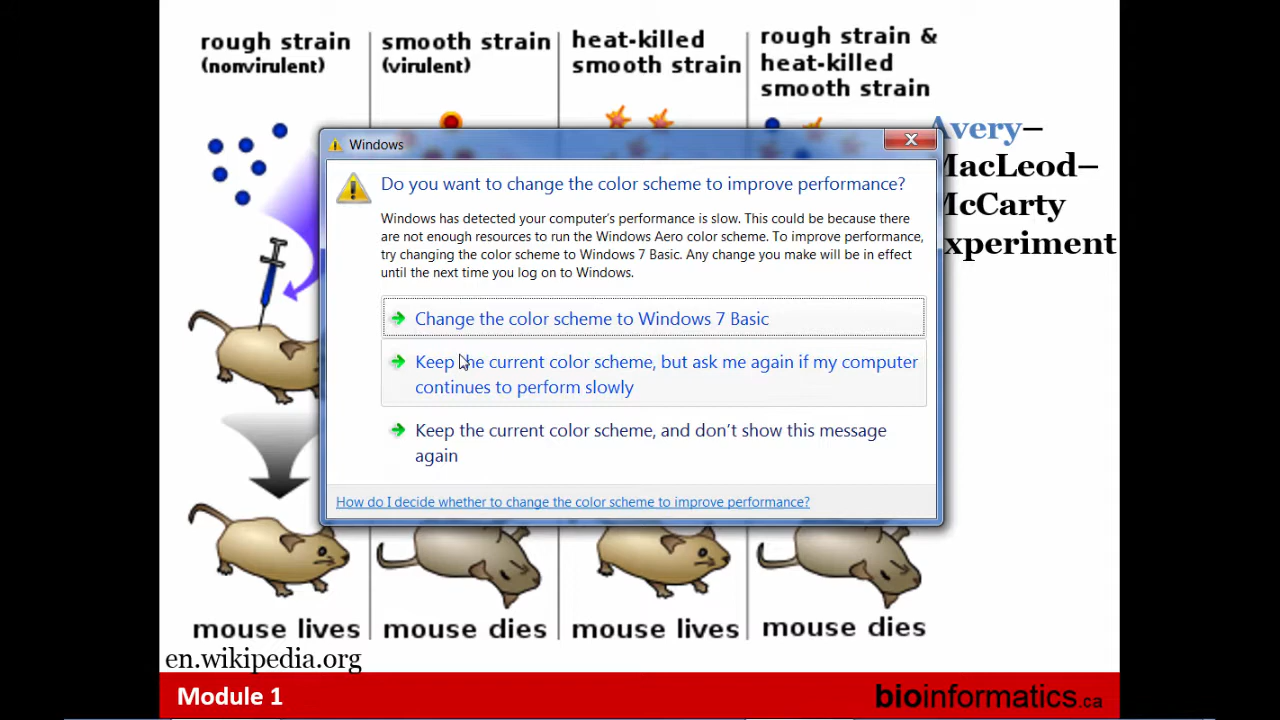 rough strain
(nonvirulent)
smooth strain
(virulent)
heat-killed
smooth strain
rough strain &
heat-killed
smooth strain
Avery–
MacLeod–
McCarty
xperiment
Windows
Do you want to change the color scheme to improve performance?
Windows has detected your computer's performance is slow. This could be because there
are not enough resources to run the Windows Aero color scheme. To improve performance,
try changing the color scheme to Windows 7 Basic. Any change you make will be in effect
until the next time you log on to Windows.
Change the color scheme to Windows 7 Basic
Keep the current color scheme, but ask me again if my computer
continues to perform slowly
Keep the current color scheme, and don't show this message
again
How do I decide whether to change the color scheme to improve performance?
mouse lives
mouse dies
mouse lives
mouse dies
en.wikipedia.org
Module 1
bioinformatics.ca